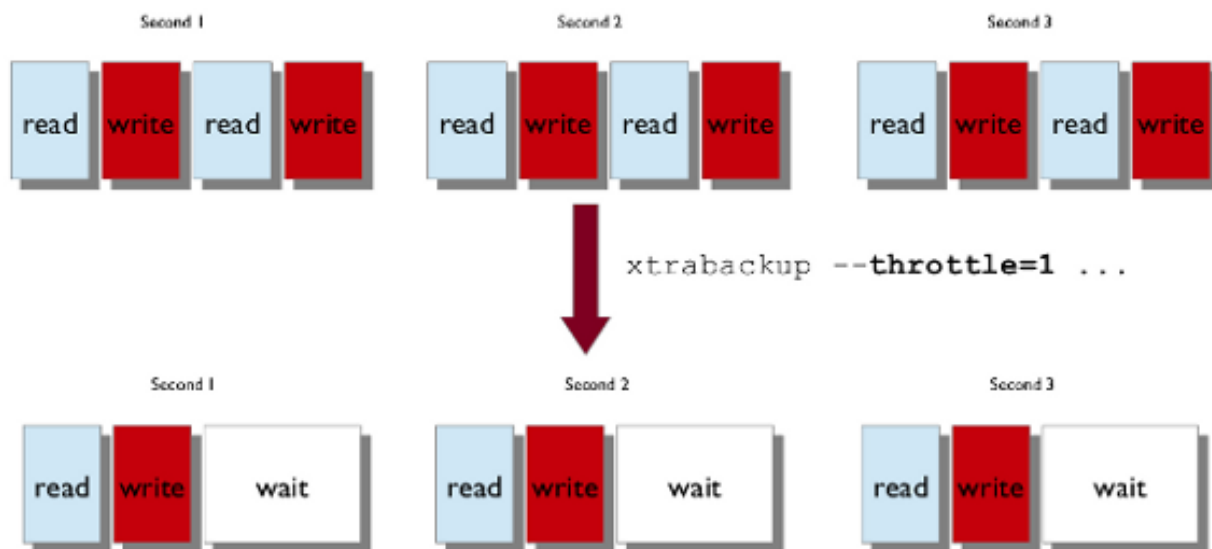 Second 1 Second 2 Second 3
read write read write read write read write read write read write
xtrabackup --throttle=1 ...
Second 1 Second 2 Second 3
read write wait read write wait read write wait